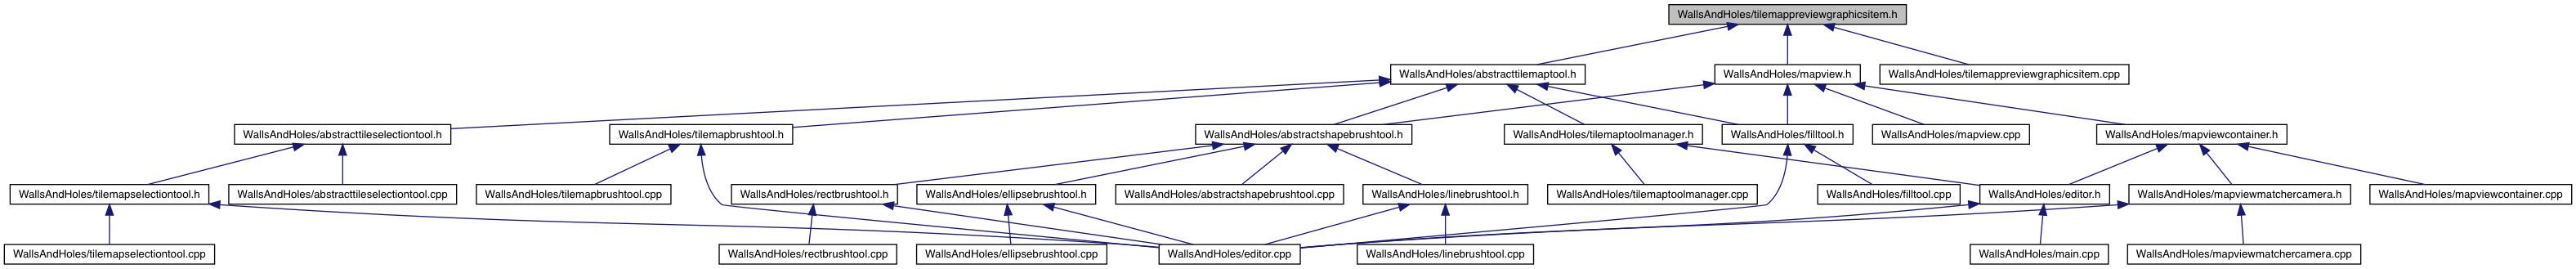 WallsAndHoles/tilemappreviewgraphicsitem.h
WallsAndHoles/abstracttilemaptool.h
WallsAndHoles/mapview.h
WallsAndHoles/tilemappreviewgraphicsitem.cpp
WallsAndHoles/abstracttileselectiontool.h
WallsAndHoles/tilemapbrushtool.h
WallsAndHoles/abstractshapebrushtool.h
WallsAndHoles/tilemaptoolmanager.h
WallsAndHoles/filltool.h
WallsAndHoles/mapview.cpp
WallsAndHoles/mapviewcontainer.h
WallsAndHoles/tilemapselectiontool.h
WallsAndHoles/abstracttileselectiontool.cpp
WallsAndHoles/tilemapbrushtool.cpp
WallsAndHoles/rectbrushtool.h
WallsAndHoles/ellipsebrushtool.h
WallsAndHoles/abstractshapebrushtool.cpp
WallsAndHoles/linebrushtool.h
WallsAndHoles/tilemaptoolmanager.cpp
WallsAndHoles/filltool.cpp
WallsAndHoles/editor.h
WallsAndHoles/mapviewmatchercamera.h
WallsAndHoles/mapviewcontainer.cpp
WallsAndHoles/tilemapselectiontool.cpp
WallsAndHoles/rectbrushtool.cpp
WallsAndHoles/ellipsebrushtool.cpp
WallsAndHoles/editor.cpp
WallsAndHoles/linebrushtool.cpp
WallsAndHoles/main.cpp
WallsAndHoles/mapviewmatchercamera.cpp